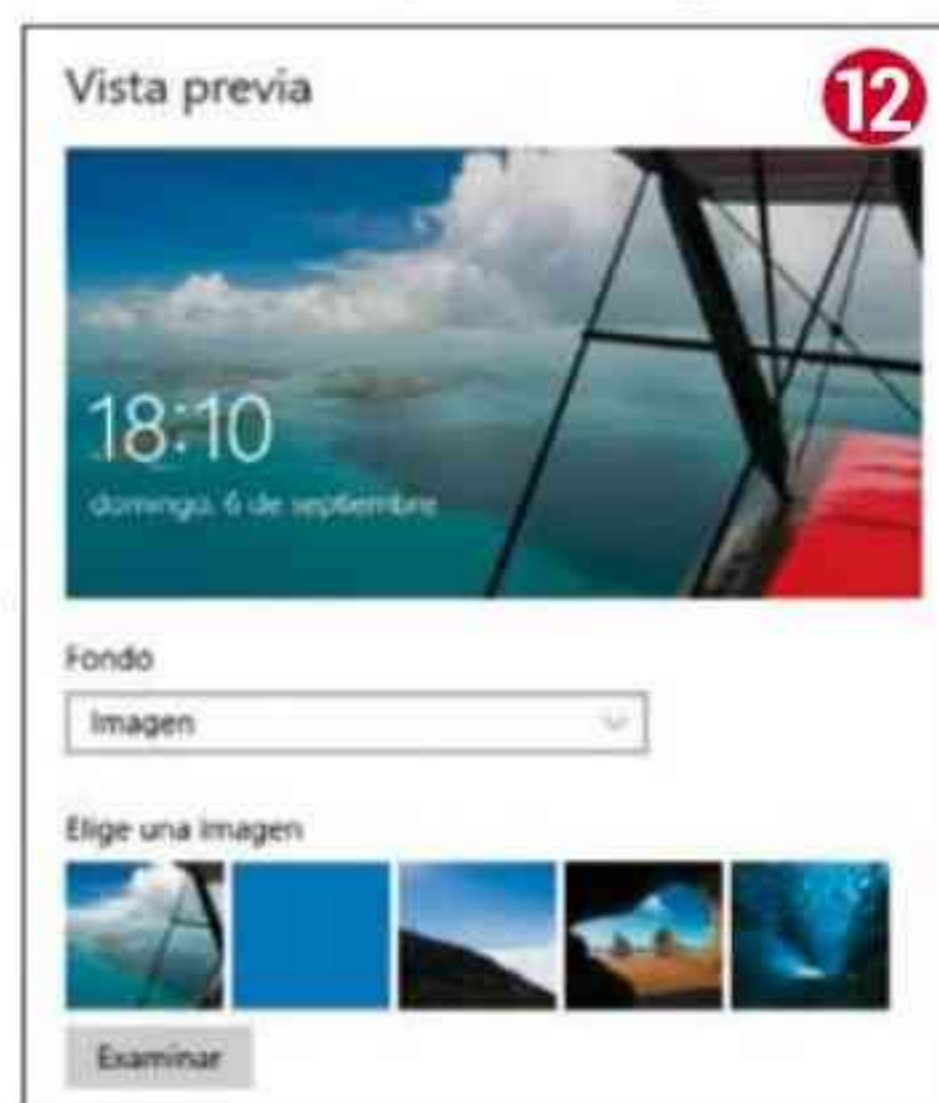 Vista previa
12
18:10
domingo, 6 de septiembre
Fondo
Imagen
Elige una imagen
Examinar